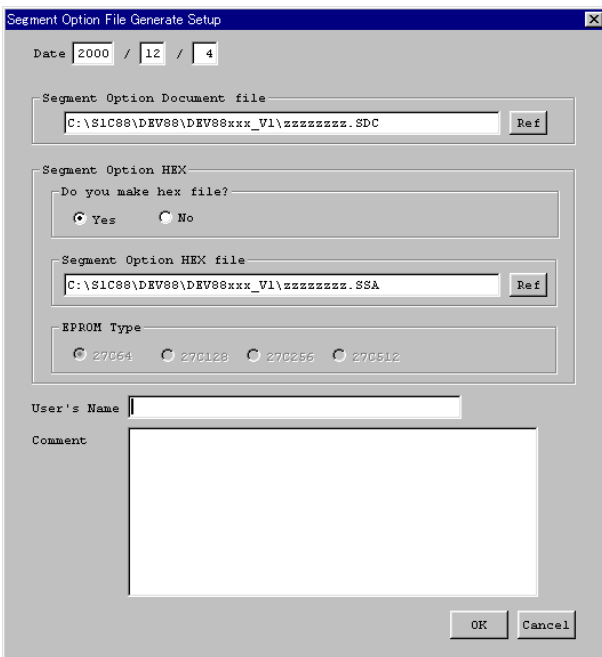 Segment Option File Generate Setup
Date 2000 / 12 / 4
Segment Option Document file
C:\S1C88\DEV88\DEV88xxx_V1\zzzzzzzz.SDC Ref
Segment Option HEX
Do you make hex file?
Yes No
Segment Option HEX file
C:\S1C88\DEV88\DEV88xxx_V1\zzzzzzzz.SSA Ref
EPROM Type
27C64 27C128 27C256 27C512
User's Name
Comment
OK Cancel